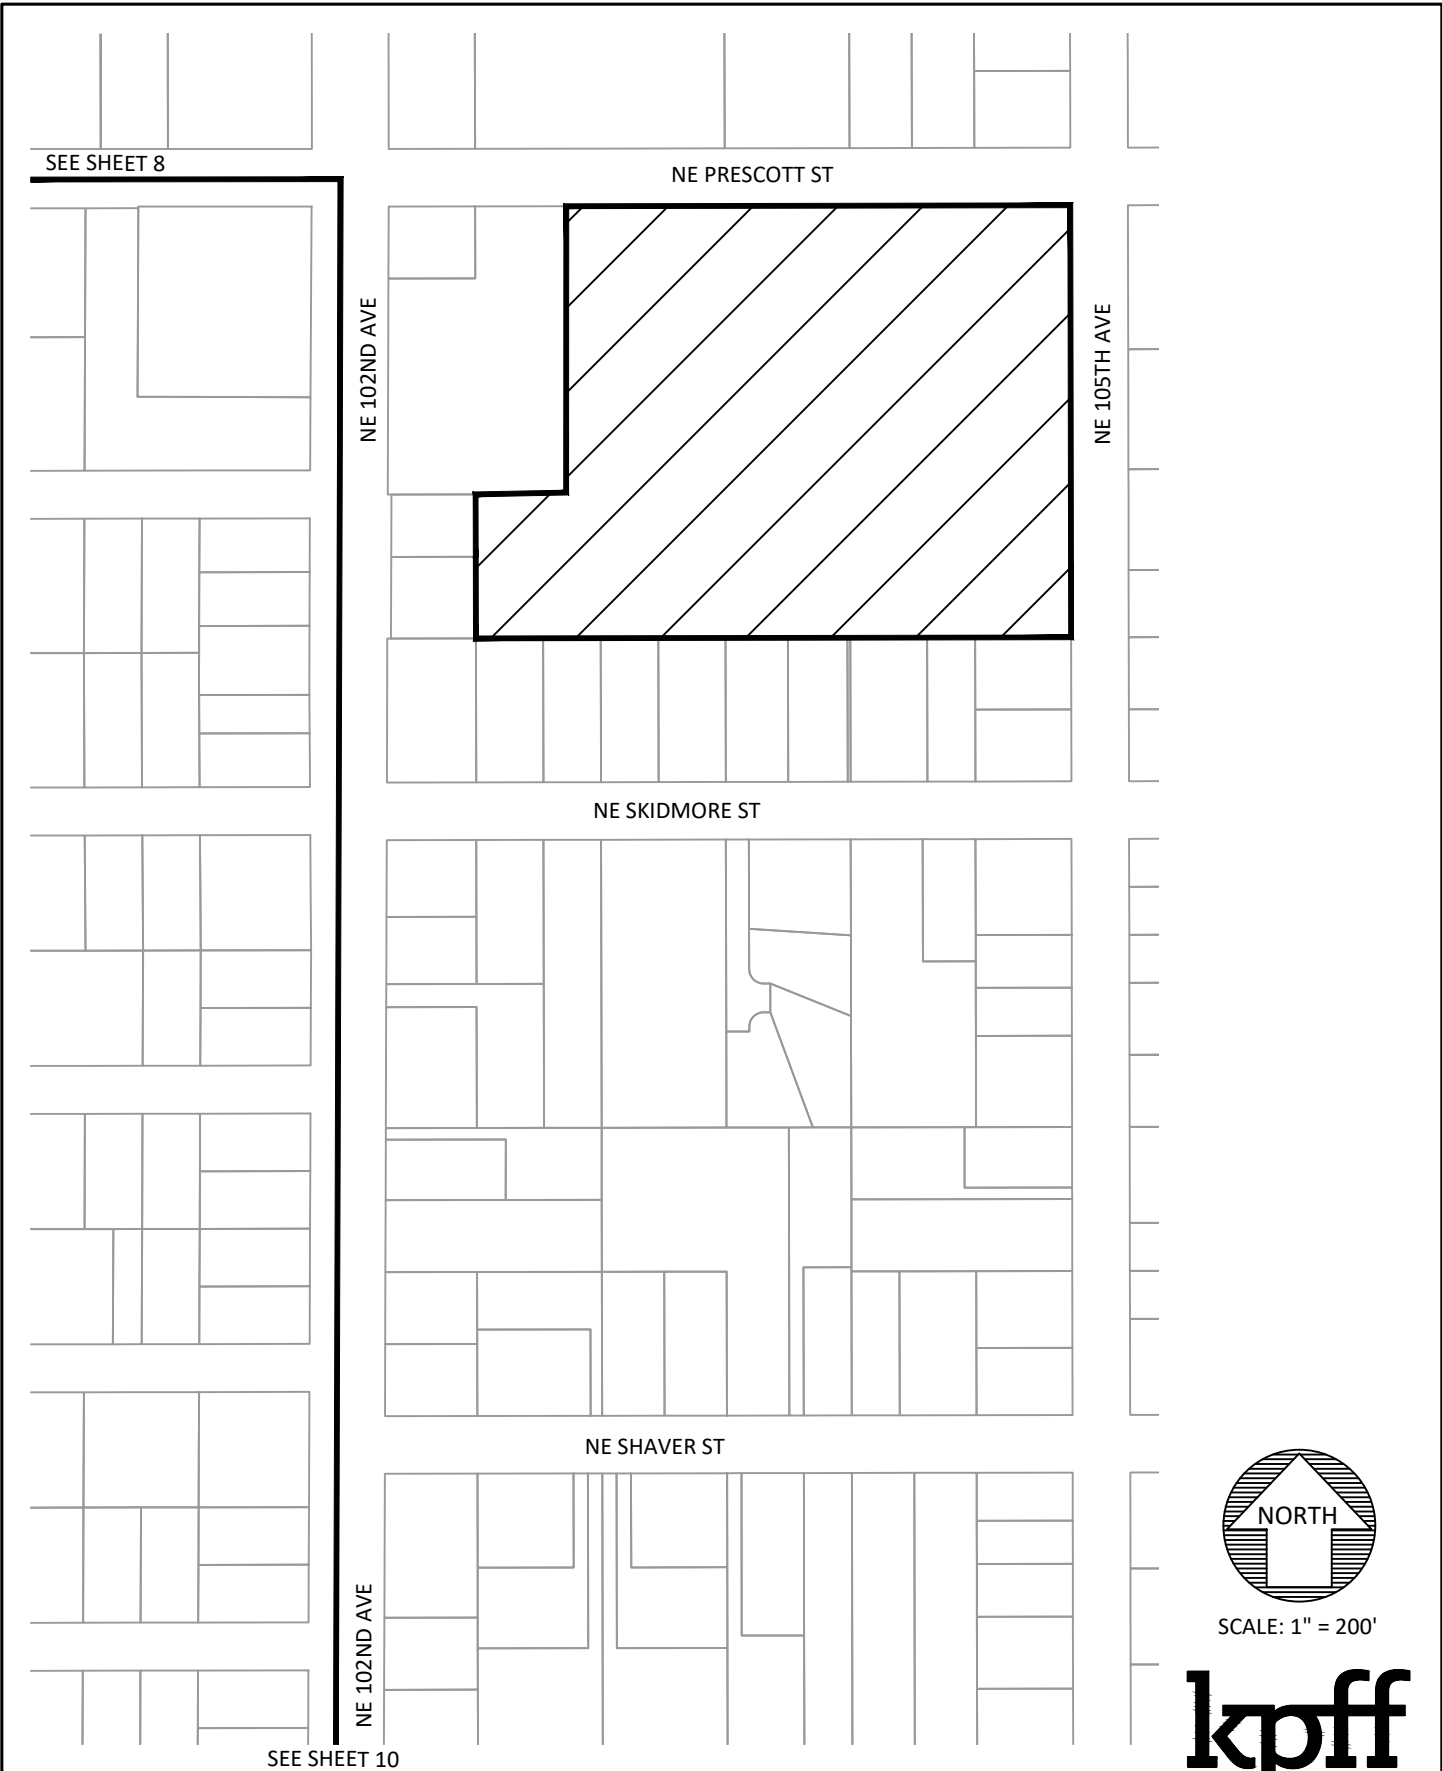 SEE SHEET 8
NE PRESCOTT ST
NE 102ND AVE
NE 105TH AVE
NE SKIDMORE ST
NE SHAVER ST
NORTH
SCALE: 1" = 200'
NE 102ND AVE
kpff
SEE SHEET 10